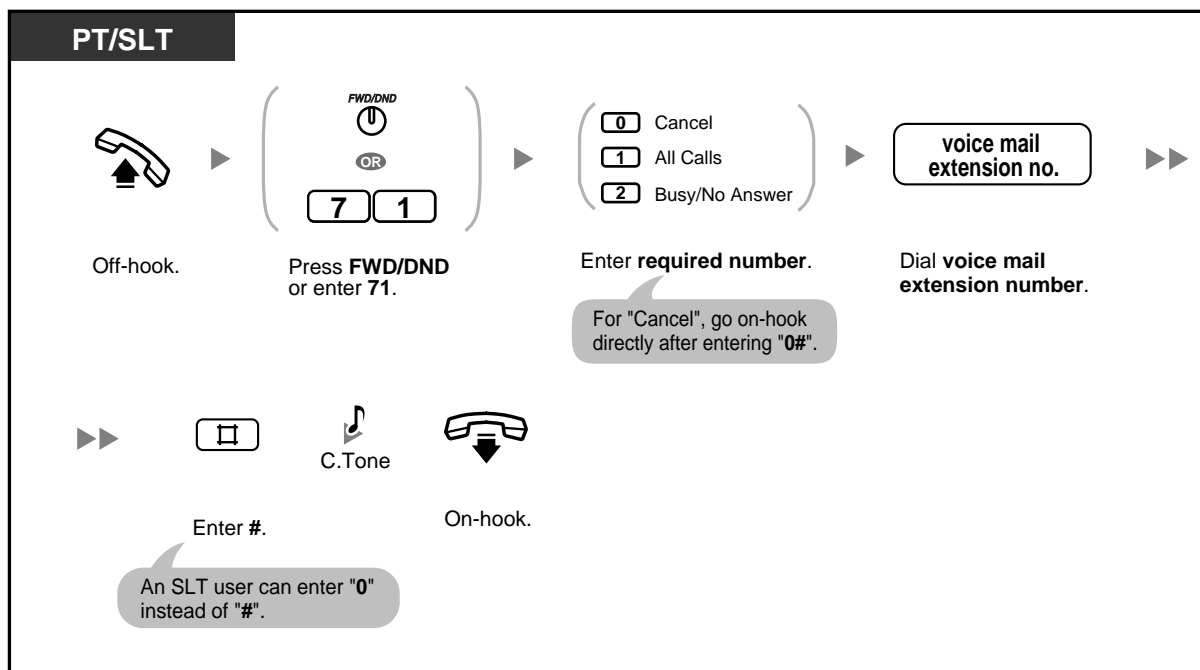 PT/SLT
FWD/DND
OR
7 1
0 Cancel
1 All Calls
2 Busy/No Answer
voice mail
extension no.
Off-hook.
Press FWD/DND
or enter 71.
Enter required number.
For "Cancel", go on-hook
directly after entering "0#".
Dial voice mail
extension number.
#
C.Tone
Enter #.
On-hook.
An SLT user can enter "0"
instead of "#".